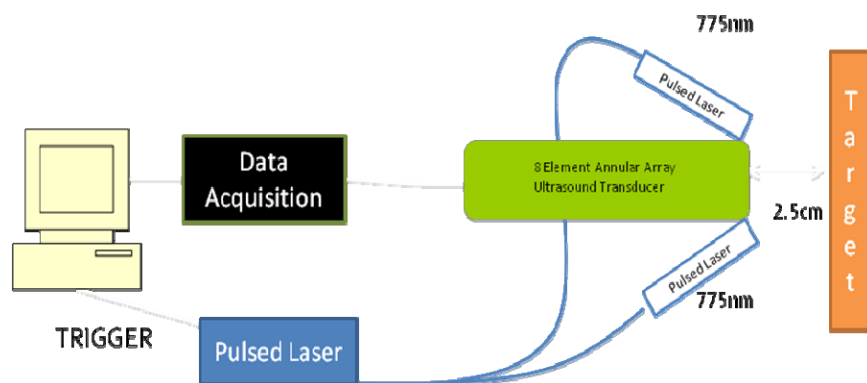 775nm
Pulsed Laser
Data
Acquisition
8 Element Annular Array
Ultrasound Transducer
2.5cm
Target
Pulsed Laser
775nm
TRIGGER
Pulsed Laser